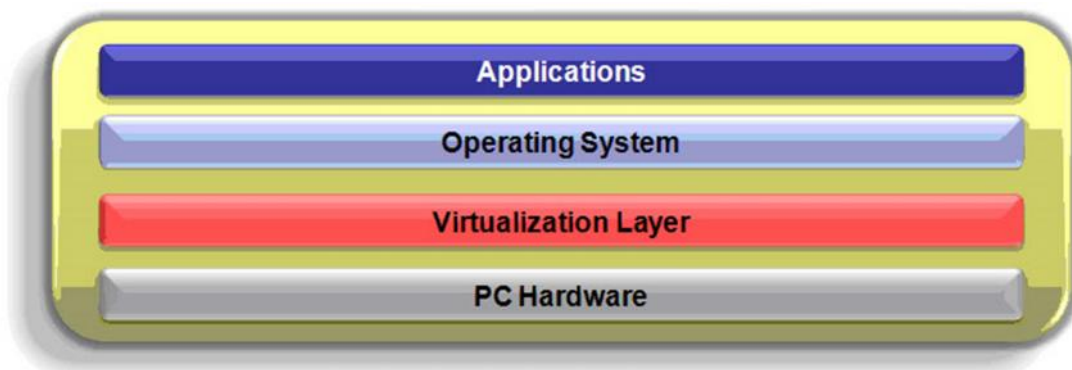 Applications
Operating System
Virtualization Layer
PC Hardware